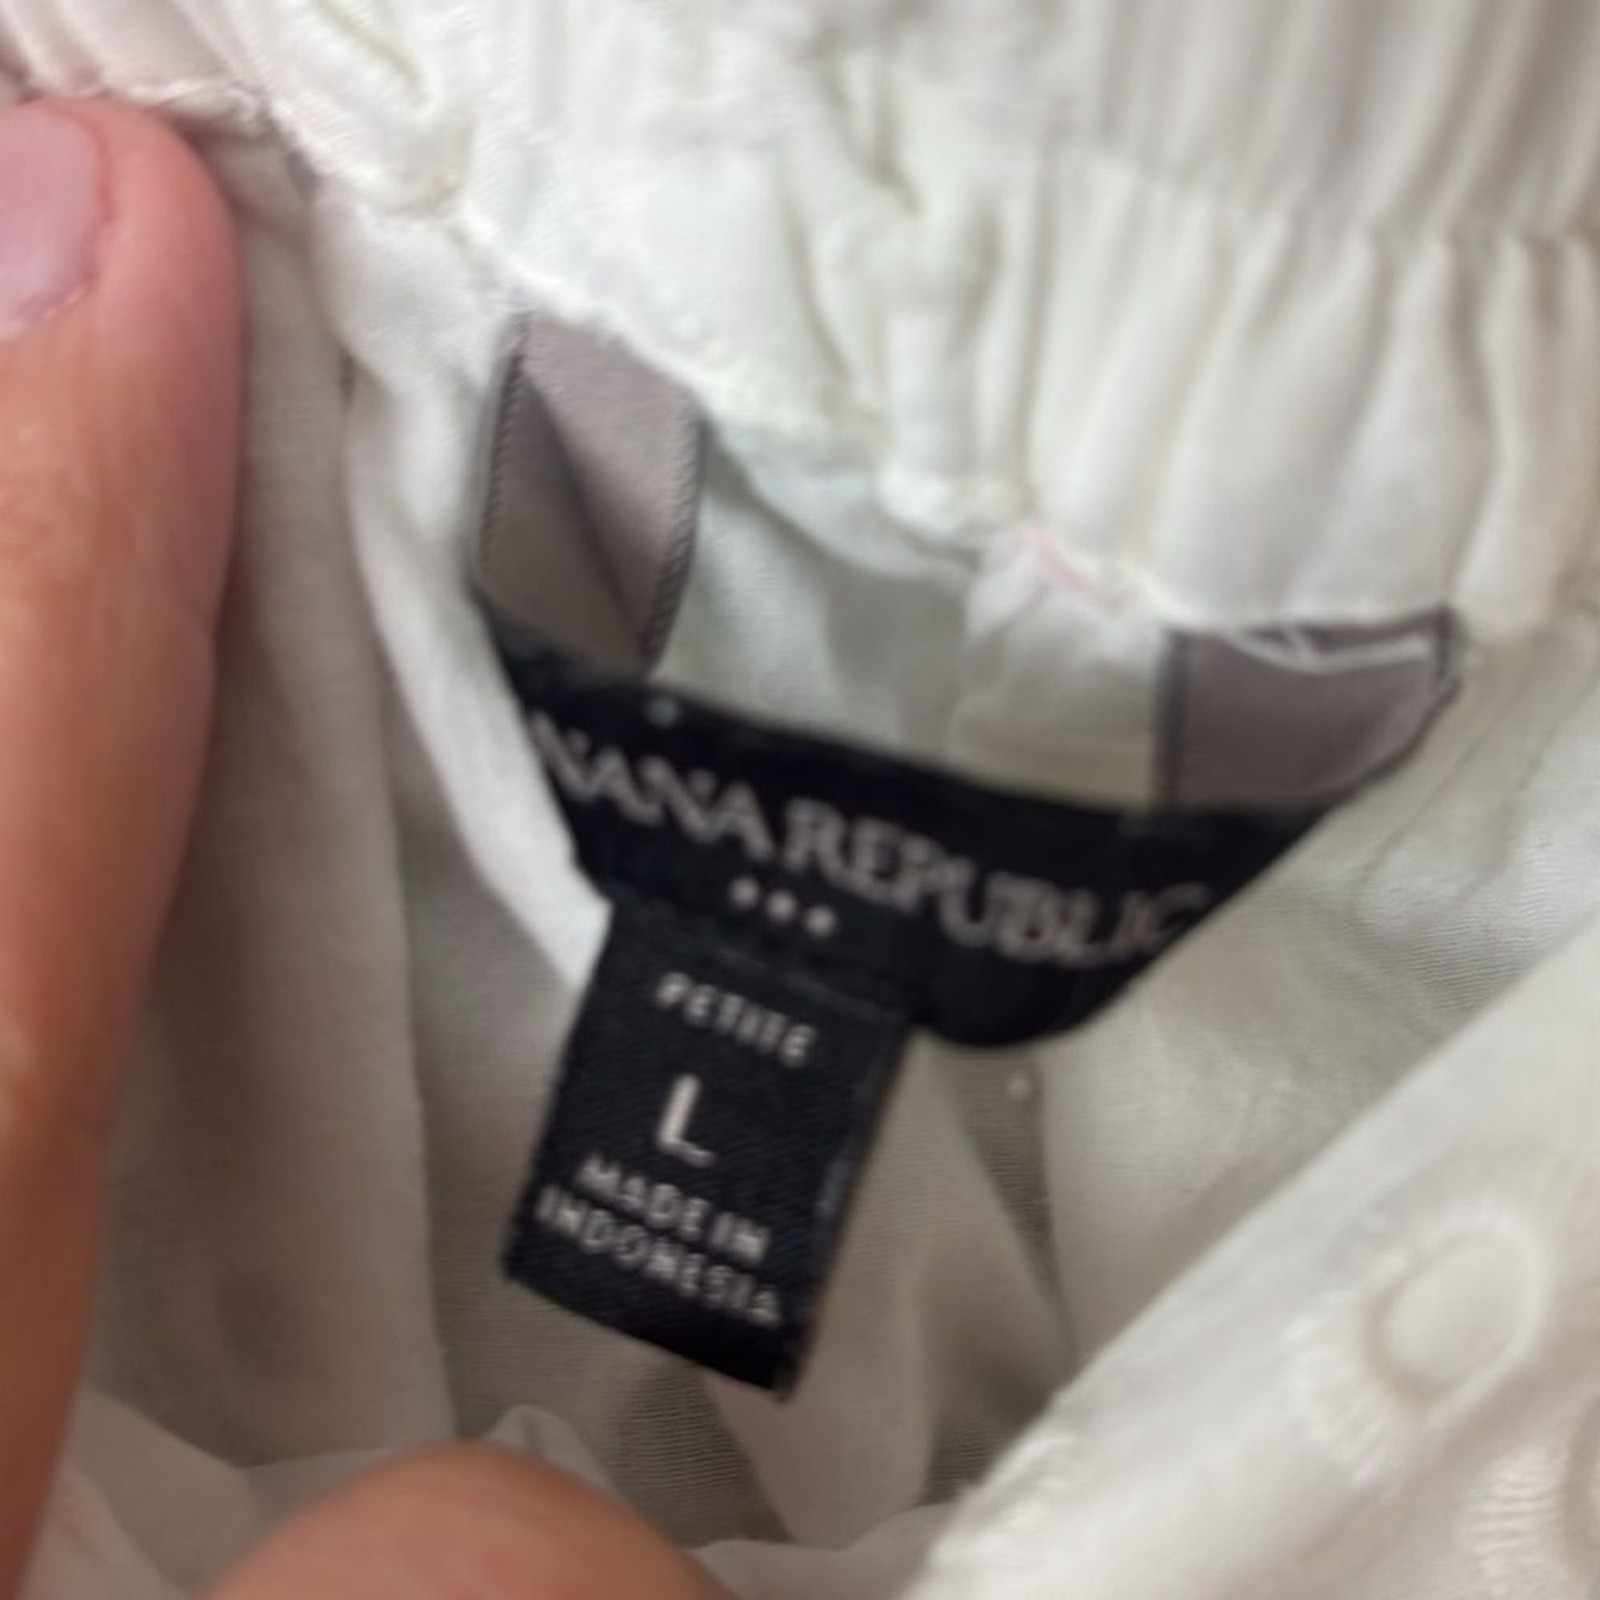 NANA REPUBLIC
PETITE
L
MADE IN
INDONESIA